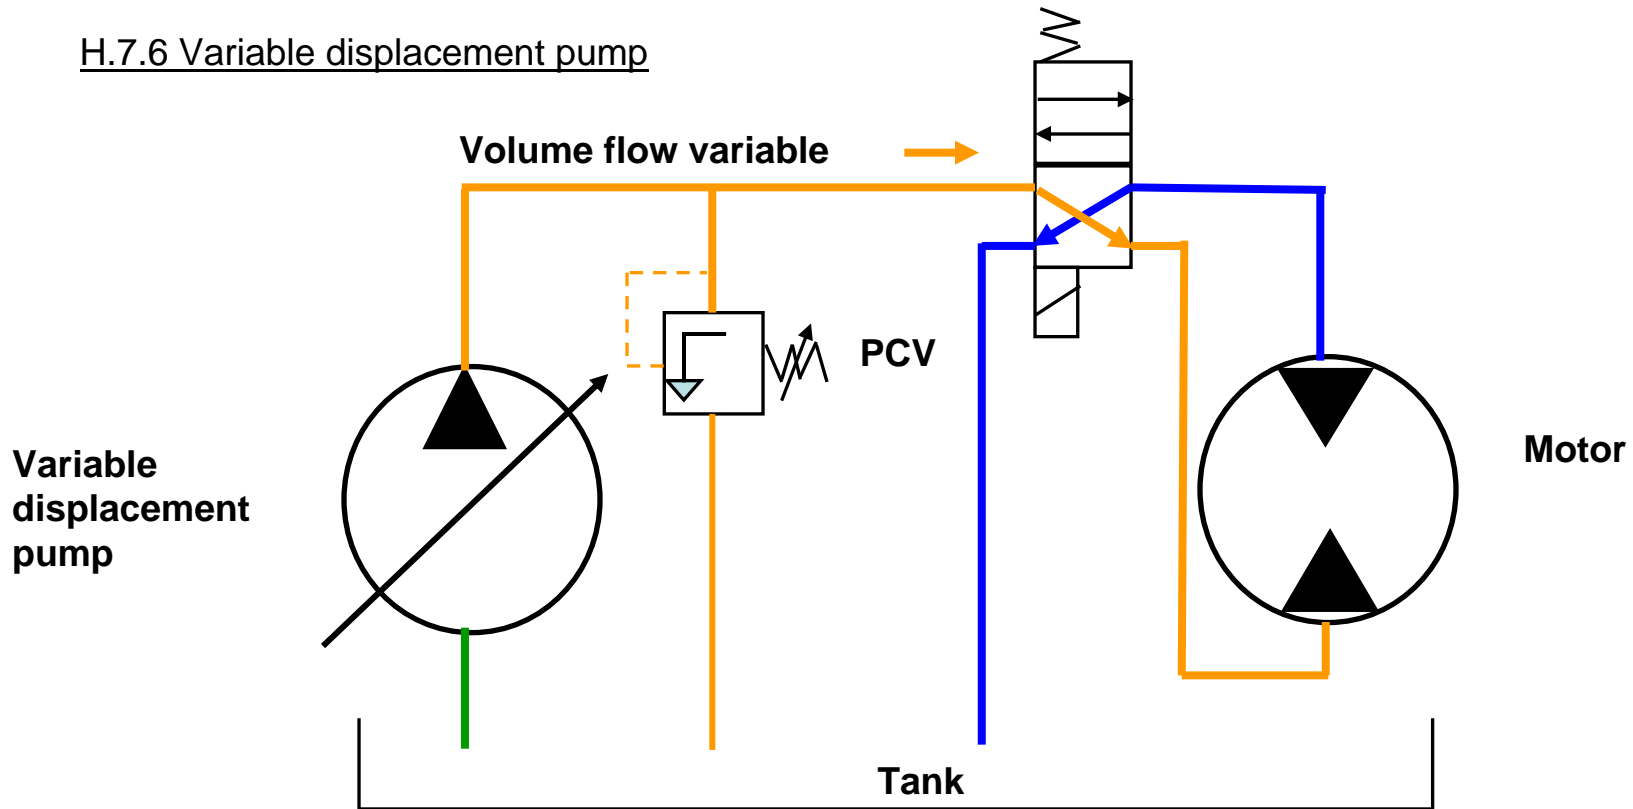 H.7.6 Variable displacement pump
Volume flow variable
PCV
Variable
displacement
pump
Motor
Tank